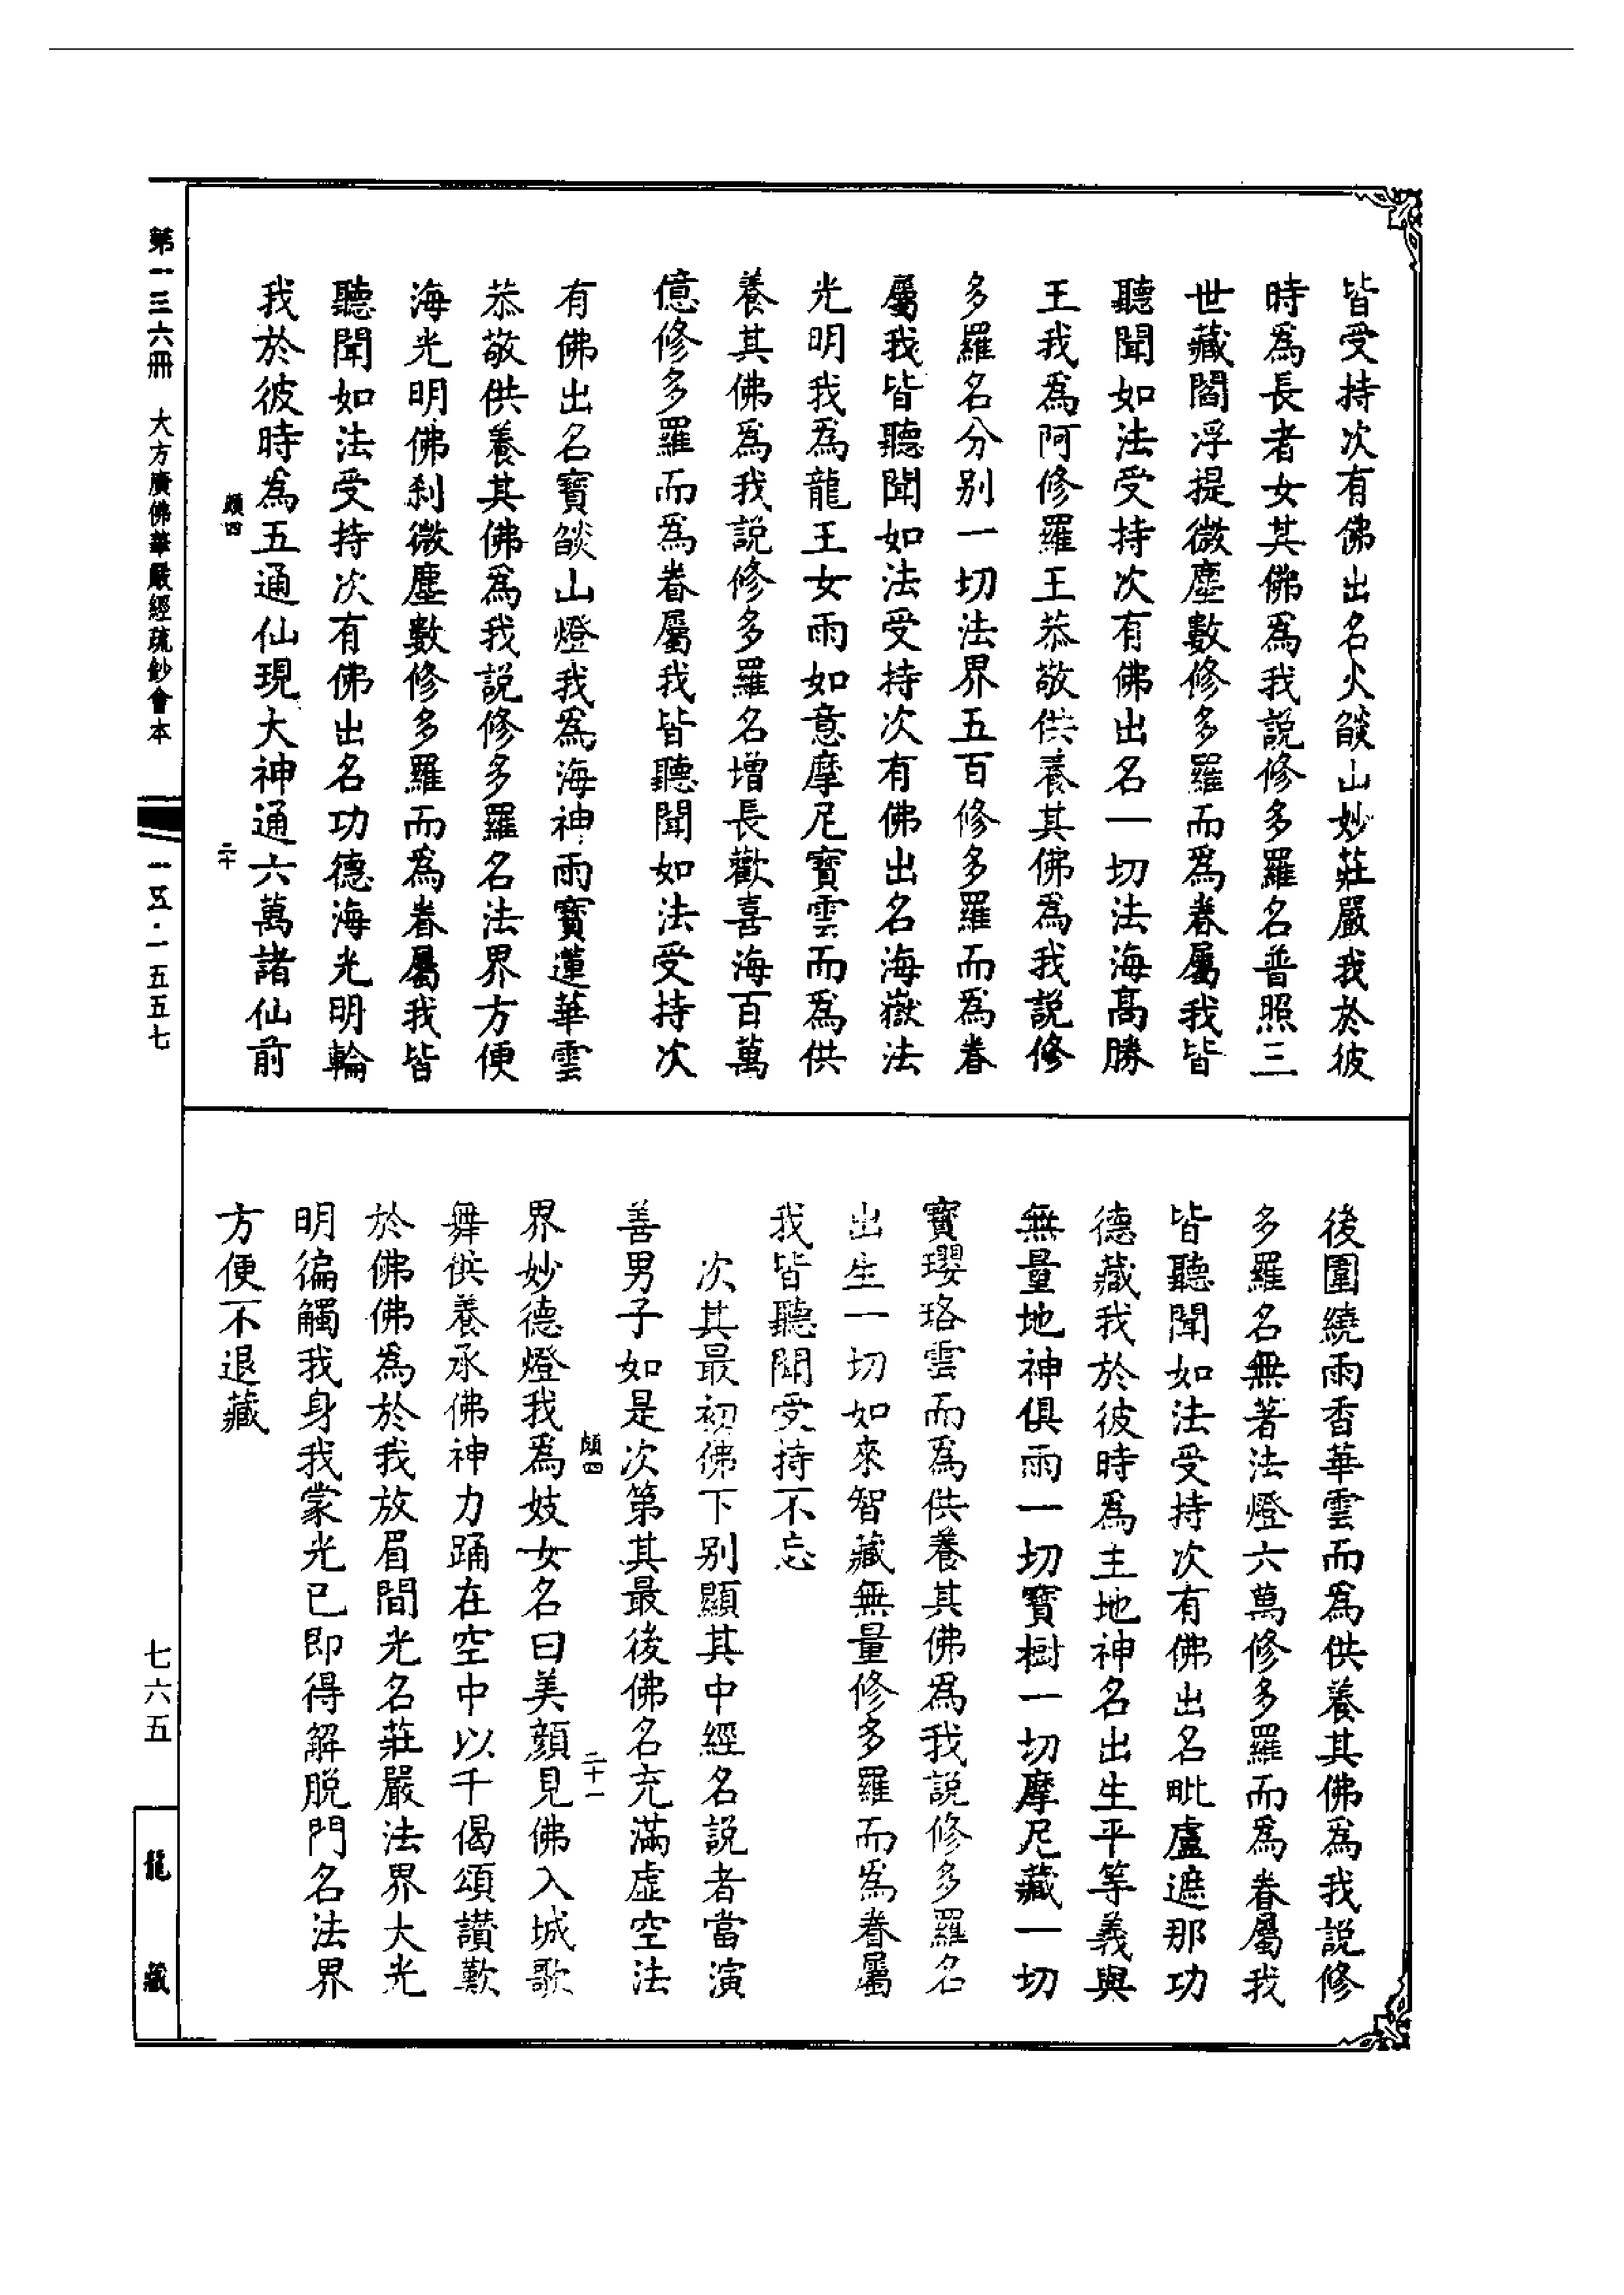 皆受持次有佛出名火𦦨山妙莊嚴我於彼
時爲長者女其佛爲我說修多羅名普照三
世藏閻浮提微塵數修多羅而爲眷屬我皆
聽聞如法受持次有佛出名一切法海高勝
王我爲阿修羅王恭敬供養其佛爲我說修
多羅名分别一切法界五百修多羅而爲眷
屬我皆聽聞如法受持次有佛出名海嶽法
光明我爲龍王女雨如意摩尼寶雲而爲供
養其佛爲我說修多羅名增長歡喜海百萬
億修多羅而爲眷屬我皆聽聞如法受持次
有佛出名寶𦦨山燈我爲海神雨寶蓮華雲
恭敬供養其佛爲我說修多羅名法界方便
海光明佛刹微塵數修多羅而爲眷屬我皆
聽聞如法受持次有佛出名功德海光明輪
我於彼時爲五通仙現大神通六萬諸仙前
頗四
二十
後圍繞雨香華雲而爲供養其佛爲我說修
多羅名無著法燈六萬修多羅而爲眷屬我
皆聽聞如法受持次有佛出名毗盧遮那功
德藏我於彼時爲主地神名出生平等義與
無量地神俱雨一切寶樹一切摩尼藏一切
寶瓔珞雲而爲供養其佛爲我說修多羅名
出生一切如來智藏無量修多羅而爲眷屬
我皆聽聞受持不忘
次其最初佛下别顯其中經名說者當演
善男子如是次第其最後佛名充滿虛空法
頗四
二十一
界妙德燈我爲妓女名曰美顔見佛入城歌
舞供養承佛神力踊在空中以千偈頌讃歎
於佛佛爲於我放眉間光名莊嚴法界大光
明徧觸我身我蒙光已即得解脫門名法界
方便不退藏
第一三六冊 大方廣佛華嚴經疏鈔會本
一五·一五五七
七六五
龍藏